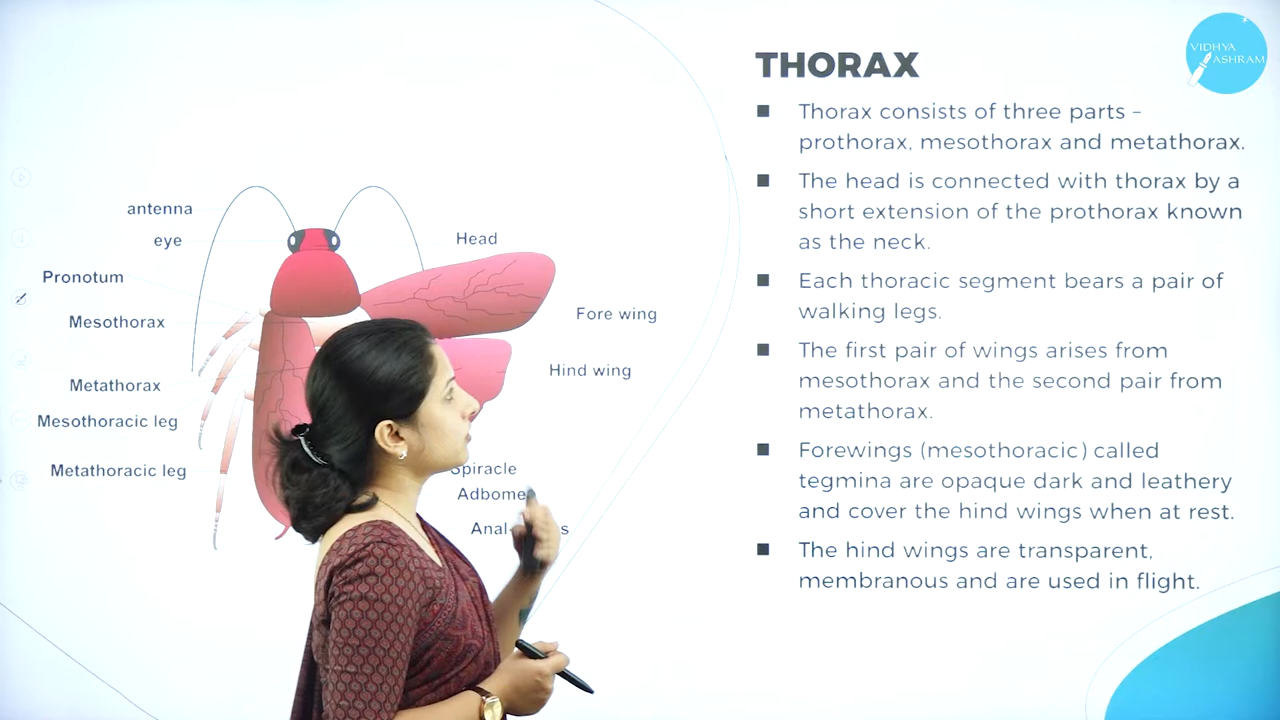 VIDHYA
ASHRAM
THORAX
Thorax consists of three parts –
prothorax, mesothorax and metathorax.
The head is connected with thorax by a
short extension of the prothorax known
as the neck.
Each thoracic segment bears a pair of
walking legs.
The first pair of wings arises from
mesothorax and the second pair from
metathorax.
Forewings (mesothoracic) called
tegmina are opaque dark and leathery
and cover the hind wings when at rest.
The hind wings are transparent,
membranous and are used in flight.
antenna
eye
Head
Pronotum
Fore wing
Mesothorax
Hind wing
Metathorax
Mesothoracic leg
Metathoracic leg
Spiracle